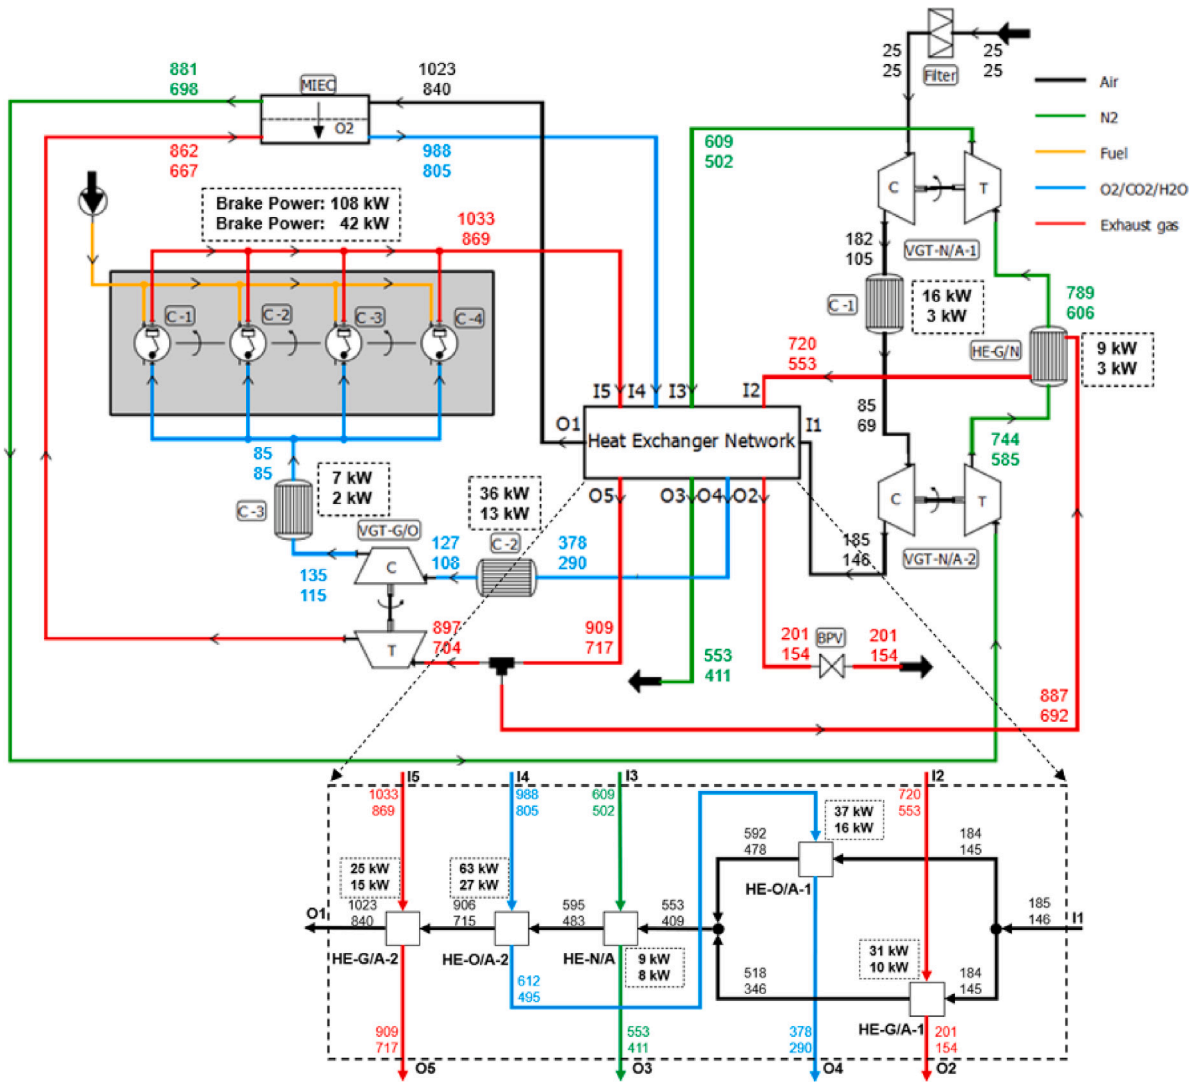 25
25
25
25
Filter
Air
N2
Fuel
O2/CO2/H2O
Exhaust gas
881
698
MIEC
O2
1023
840
862
667
988
805
609
502
C
T
VGT-N/A-1
Brake Power: 108 kW
Brake Power: 42 kW
1033
869
182
105
C -1
16 kW
3 kW
789
606
HE-G/N
9 kW
3 kW
C -1
C -2
C -3
C -4
720
553
I5
I4
I3
I2
O1
Heat Exchanger Network
I1
85
69
744
585
C
T
VGT-N/A-2
85
85
7 kW
2 kW
C -3
36 kW
13 kW
O5
O3
O4
O2
VGT-G/O
C
127
108
C -2
378
290
185
146
135
115
T
897
704
909
717
553
411
201
154
BPV
201
154
887
692
I5
I4
I3
I2
1033
869
988
805
609
502
37 kW
16 kW
720
553
592
478
184
145
25 kW
15 kW
63 kW
27 kW
HE-O/A-1
O1
1023
840
906
715
595
483
553
409
185
146
I1
HE-G/A-2
HE-O/A-2
HE-N/A
9 kW
8 kW
31 kW
10 kW
612
495
518
346
184
145
HE-G/A-1
909
717
553
411
378
290
201
154
O5
O3
O4
O2